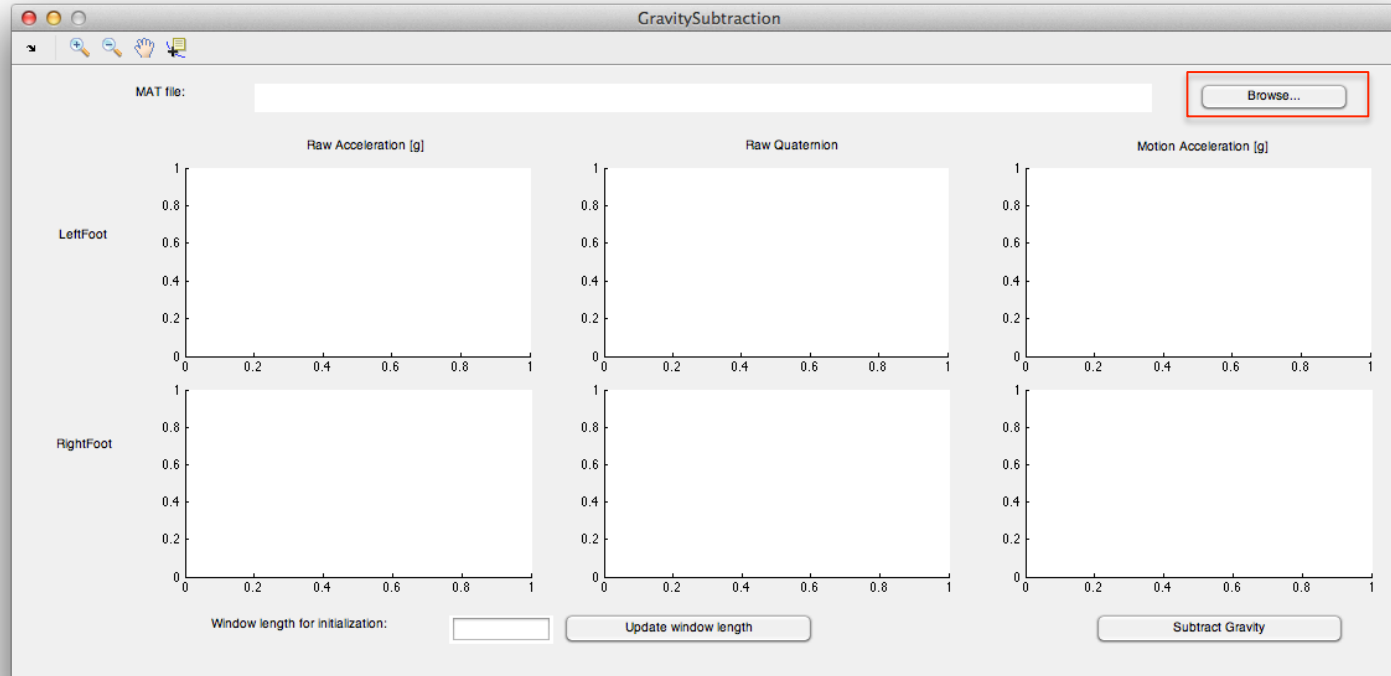 GravitySubtraction
MAT file:
Browse...
Raw Acceleration [g]
Raw Quaternion
Motion Acceleration [g]
LeftFoot
1
0.8
0.6
0.4
0.2
0
0 0.2 0.4 0.6 0.8 1
1
0.8
0.6
0.4
0.2
0
0 0.2 0.4 0.6 0.8 1
1
0.8
0.6
0.4
0.2
0
0 0.2 0.4 0.6 0.8 1
RightFoot
1
0.8
0.6
0.4
0.2
0
0 0.2 0.4 0.6 0.8 1
1
0.8
0.6
0.4
0.2
0
0 0.2 0.4 0.6 0.8 1
1
0.8
0.6
0.4
0.2
0
0 0.2 0.4 0.6 0.8 1
Window length for initialization:
Update window length
Subtract Gravity